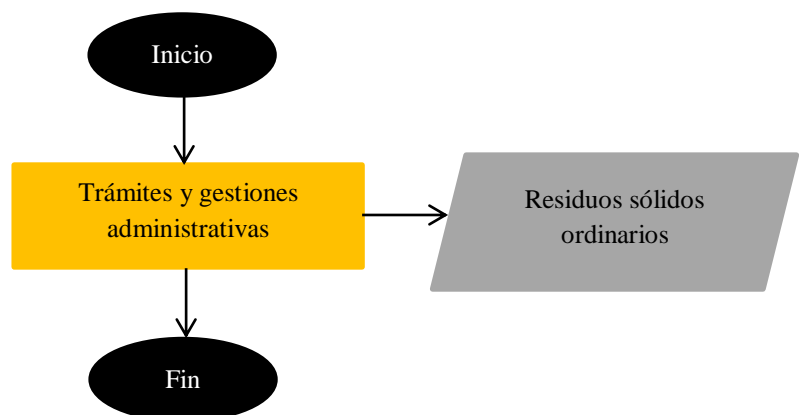 Inicio
Trámites y gestiones
administrativas
Residuos sólidos
ordinarios
Fin